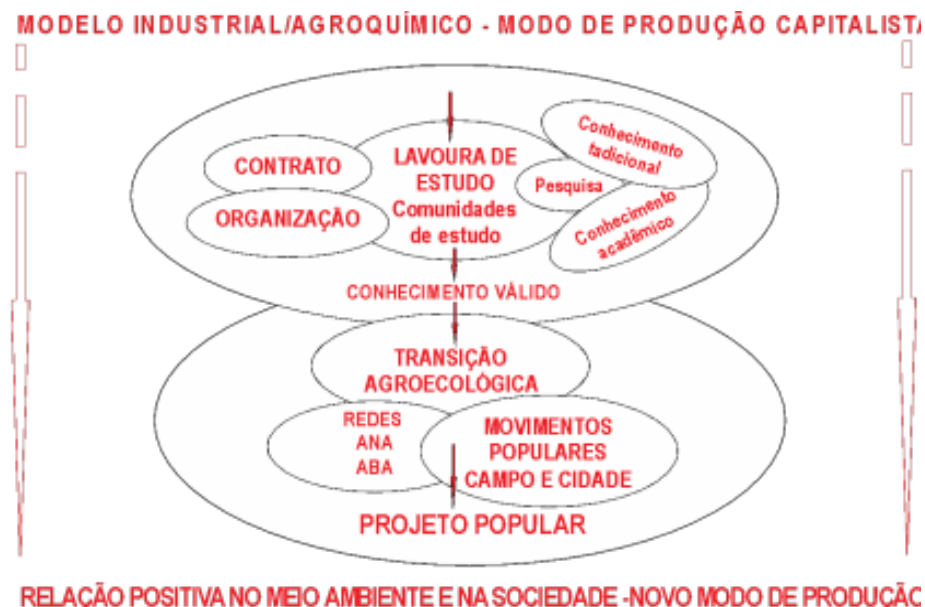 MODELO INDUSTRIAL/AGROQUÍMICO - MODO DE PRODUÇÃO CAPITALISTA
CONTRATO
ORGANIZAÇÃO
LAVOURA DE
ESTUDO
Comunidades
de estudo
Pesquisa
Conhecimento
tadicional
Conhecimento
acadêmico
CONHECIMENTO VÁLIDO
TRANSIÇÃO
AGROECOLÓGICA
REDES
ANA
ABA
MOVIMENTOS
POPULARES
CAMPO E CIDADE
PROJETO POPULAR
RELAÇÃO POSITIVA NO MEIO AMBIENTE E NA SOCIEDADE -NOVO MODO DE PRODUÇÃO